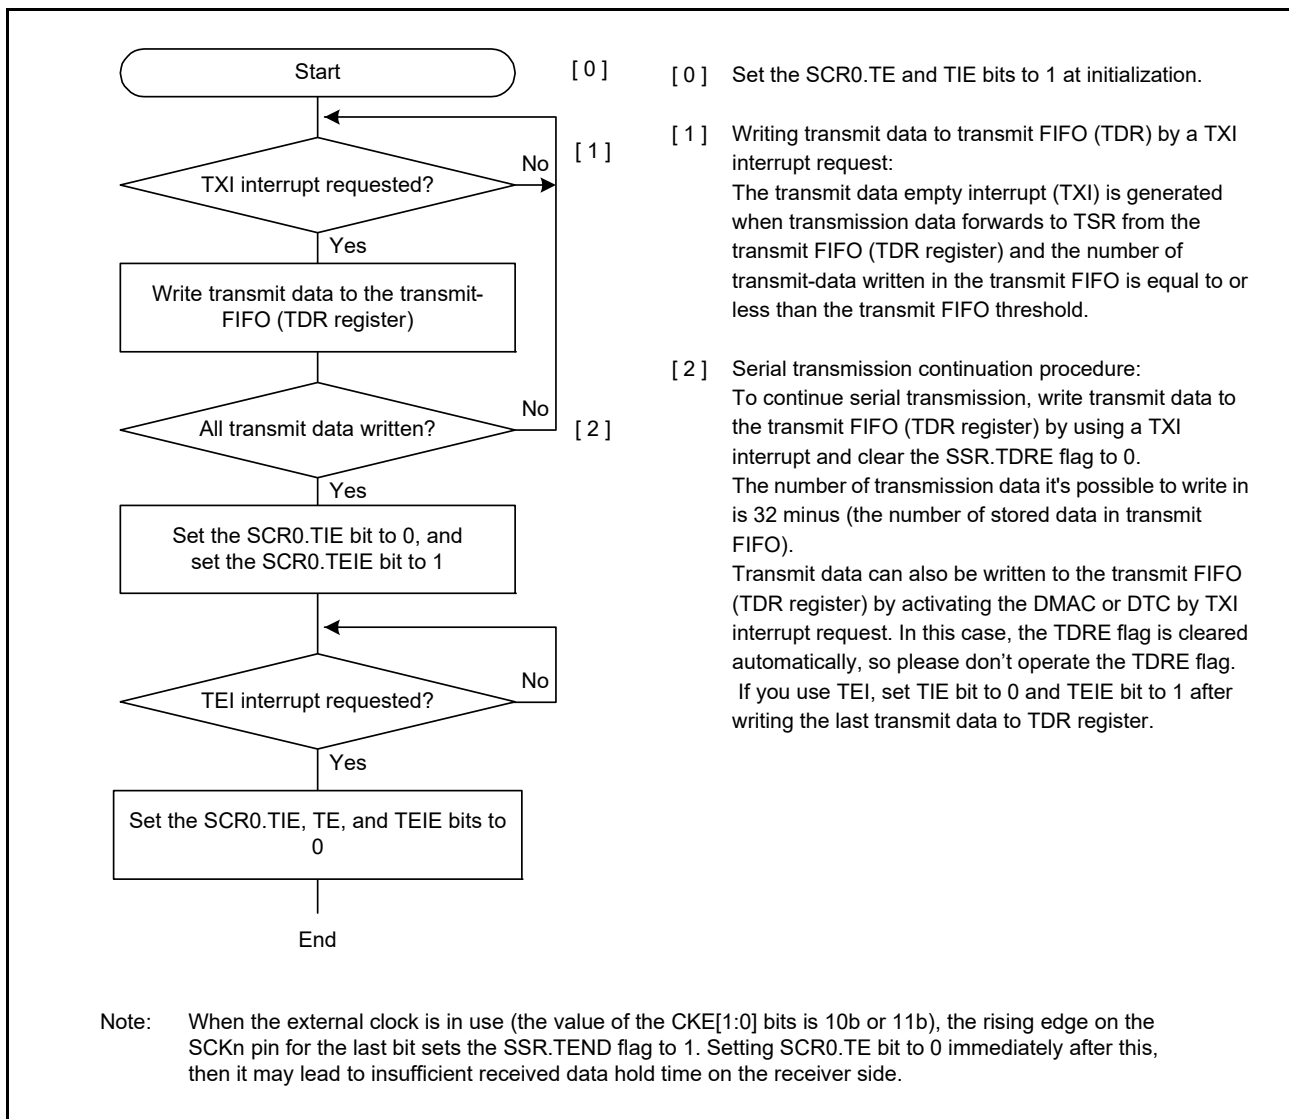 Start
[ 0 ]
TXI interrupt requested?
No
[ 1 ]
Yes
Write transmit data to the transmit-
FIFO (TDR register)
All transmit data written?
No
[ 2 ]
Yes
Set the SCR0.TIE bit to 0, and
set the SCR0.TEIE bit to 1
TEI interrupt requested?
No
Yes
Set the SCR0.TIE, TE, and TEIE bits to
0
End
[ 0 ] Set the SCR0.TE and TIE bits to 1 at initialization.
[ 1 ] Writing transmit data to transmit FIFO (TDR) by a TXI
interrupt request:
The transmit data empty interrupt (TXI) is generated
when transmission data forwards to TSR from the
transmit FIFO (TDR register) and the number of
transmit-data written in the transmit FIFO is equal to or
less than the transmit FIFO threshold.
[ 2 ] Serial transmission continuation procedure:
To continue serial transmission, write transmit data to
the transmit FIFO (TDR register) by using a TXI
interrupt and clear the SSR.TDRE flag to 0.
The number of transmission data it's possible to write in
is 32 minus (the number of stored data in transmit
FIFO).
Transmit data can also be written to the transmit FIFO
(TDR register) by activating the DMAC or DTC by TXI
interrupt request. In this case, the TDRE flag is cleared
automatically, so please don’t operate the TDRE flag.
If you use TEI, set TIE bit to 0 and TEIE bit to 1 after
writing the last transmit data to TDR register.
Note: When the external clock is in use (the value of the CKE[1:0] bits is 10b or 11b), the rising edge on the
SCKn pin for the last bit sets the SSR.TEND flag to 1. Setting SCR0.TE bit to 0 immediately after this,
then it may lead to insufficient received data hold time on the receiver side.